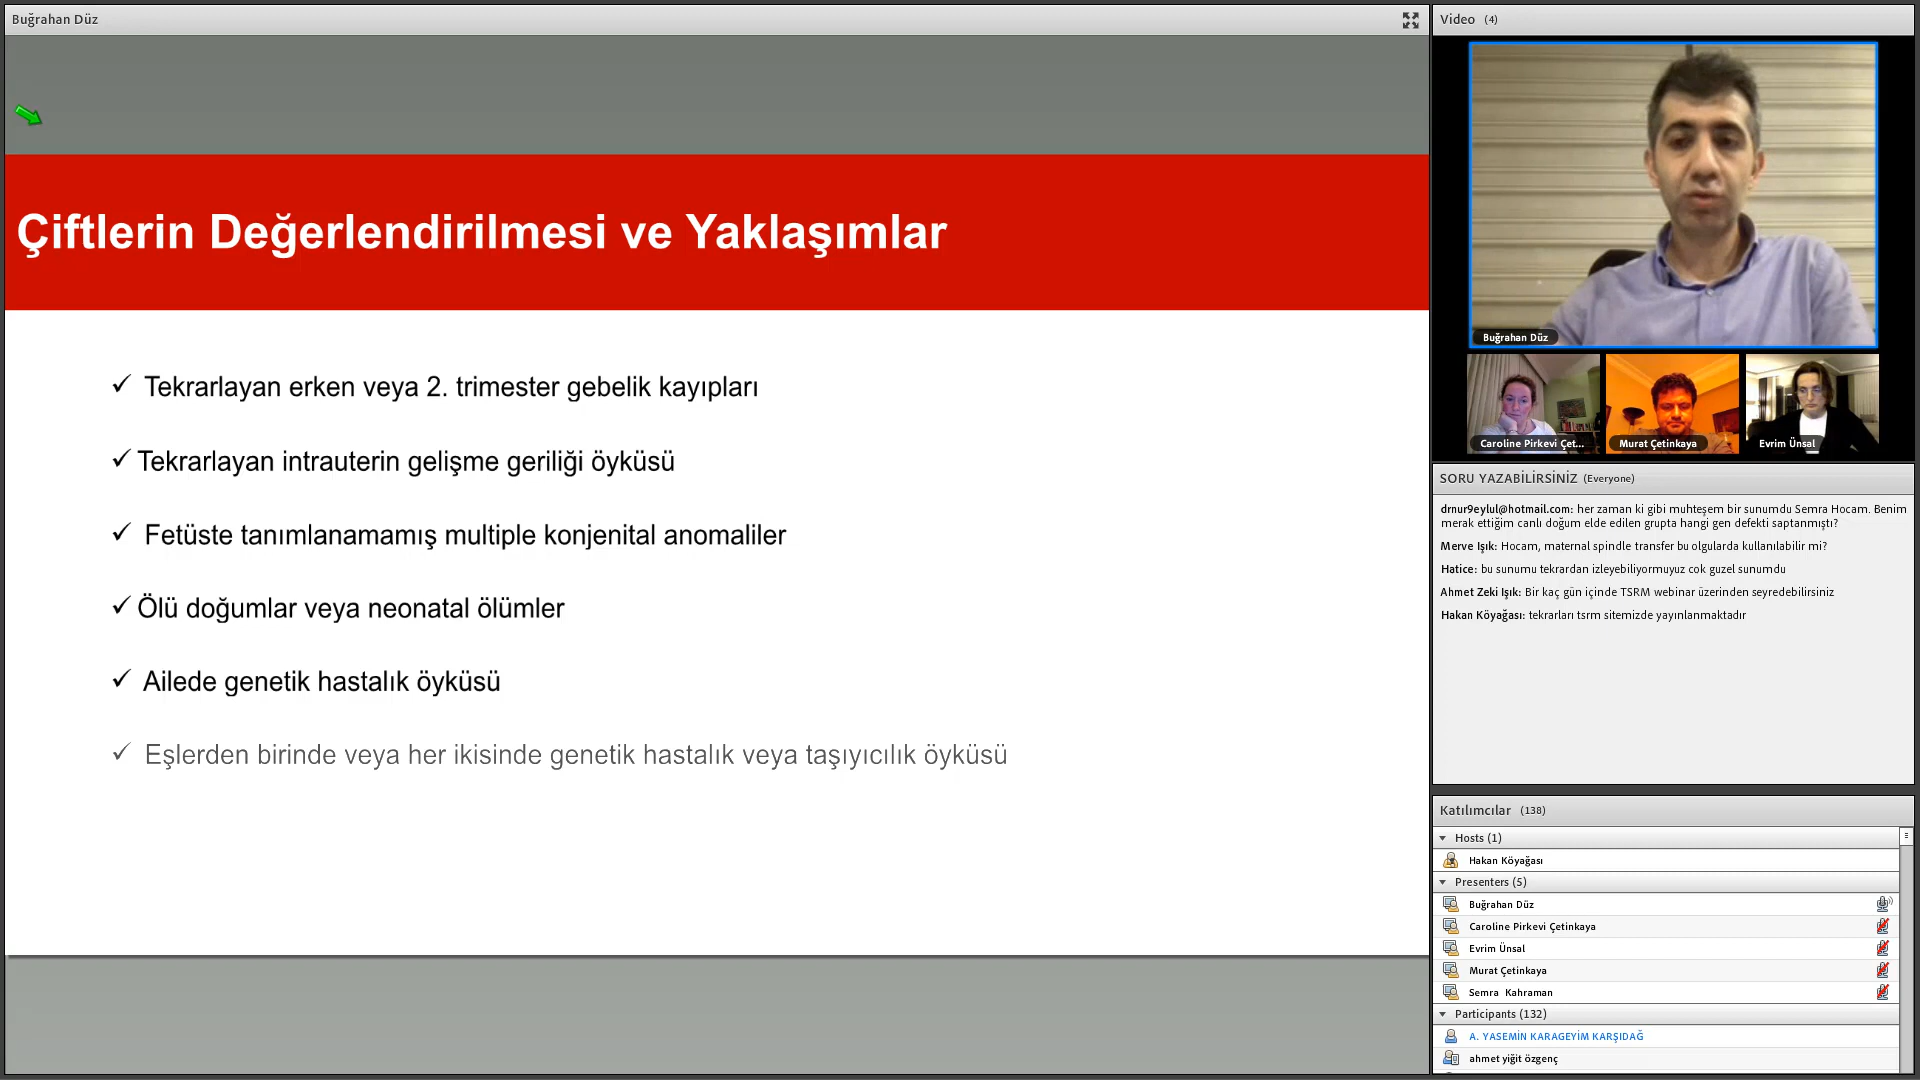 Buğrahan Düz
Çiftlerin Değerlendirilmesi ve Yaklaşımlar
✓ Tekrarlayan erken veya 2. trimester gebelik kayıpları
✓ Tekrarlayan intrauterin gelişme geriliği öyküsü
✓ Fetüste tanımlanamamış multiple konjenital anomaliler
✓ Ölü doğumlar veya neonatal ölümler
✓ Ailede genetik hastalık öyküsü
✓ Eşlerden birinde veya her ikisinde genetik hastalık veya taşıyıcılık öyküsü
Video (4)
Buğrahan Düz
Caroline Pirkevi Çet...
Murat Çetinkaya
Evrim Ünsal
SORU YAZABİLİRSİNİZ (Everyone)
drnur9eylul@hotmail.com: her zaman ki gibi muhteşem bir sunumdu Semra Hocam. Benim
merak ettiğim canlı doğum elde edilen grupta hangi gen defekti saptanmıştı?
Merve Işık: Hocam, maternal spindle transfer bu olgularda kullanılabilir mi?
Hatice: bu sunumu tekrardan izleyebiliyormuyuz cok guzel sunumdu
Ahmet Zeki Işık: Bir kaç gün içinde TSRM webinar üzerinden seyredebilirsiniz
Hakan Köyağası: tekrarları tsrm sitemizde yayınlanmaktadır
Katılımcılar (138)
Hosts (1)
Hakan Köyağası
Presenters (5)
Buğrahan Düz
Caroline Pirkevi Çetinkaya
Evrim Ünsal
Murat Çetinkaya
Semra Kahraman
Participants (132)
A. YASEMİN KARAGEYİM KARŞIDAĞ
ahmet yiğit özgenç